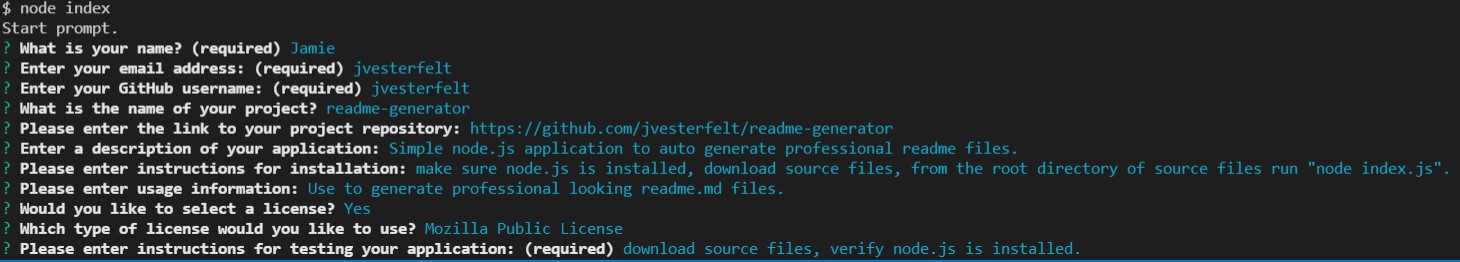 $ node index
Start prompt.
? What is your name? (required) Jamie
? Enter your email address: (required) jvesterfelt
? Enter your GitHub username: (required) jvesterfelt
? What is the name of your project? readme-generator
? Please enter the link to your project repository: https://github.com/jvesterfelt/readme-generator
? Enter a description of your application: Simple node.js application to auto generate professional readme files.
? Please enter instructions for installation: make sure node.js is installed, download source files, from the root directory of source files run "node index.js".
? Please enter usage information: Use to generate professional looking readme.md files.
? Would you like to select a license? Yes
? Which type of license would you like to use? Mozilla Public License
? Please enter instructions for testing your application: (required) download source files, verify node.js is installed.